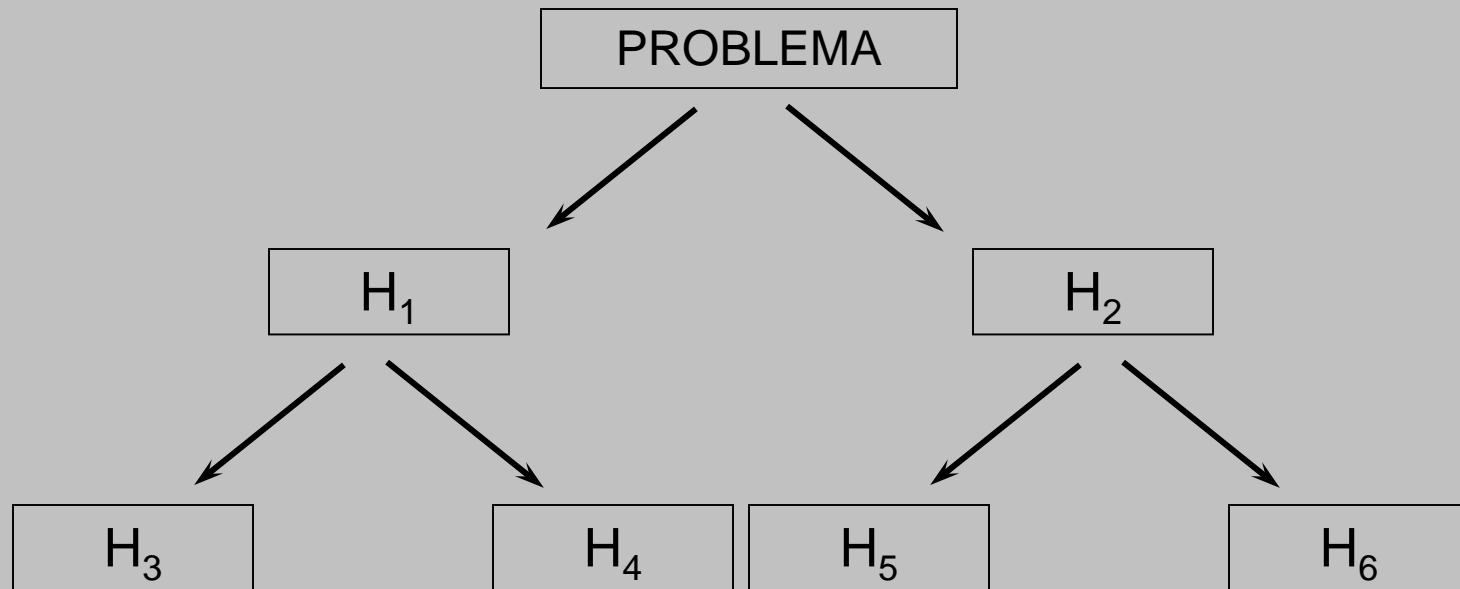 PROBLEMA
H₁ H₂
H₃ H₄ H₅ H₆